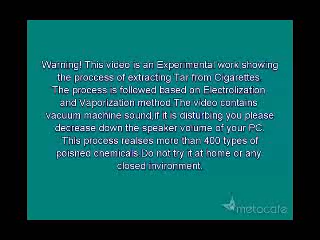 Warning! This video is an Experimental work showing
the proccess of extracting Tar from Cigarettes.
The process is followed based on Electrolization
and Vaporization method.The video contains
vacuum machine sound,if it is disturbing you please
decrease down the speaker volume of your PC.
This process realses more than 400 types of
poisned chemicals.Do not try it at home or any
closed invironment.
metacafe